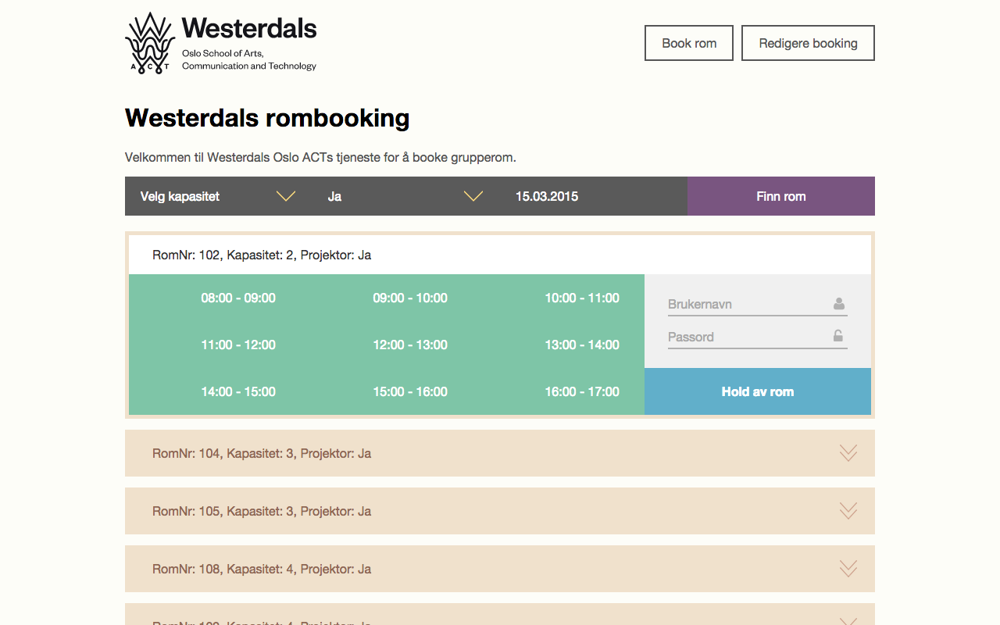 Westerdals
Oslo School of Arts,
Communication and Technology
A C T
Book rom
Redigere booking
Westerdals rombooking
Velkommen til Westerdals Oslo ACTs tjeneste for å booke grupperom.
Velg kapasitet
Ja
15.03.2015
Finn rom
RomNr: 102, Kapasitet: 2, Projektor: Ja
08:00 - 09:00
09:00 - 10:00
10:00 - 11:00
11:00 - 12:00
12:00 - 13:00
13:00 - 14:00
14:00 - 15:00
15:00 - 16:00
16:00 - 17:00
Brukernavn
Passord
Hold av rom
RomNr: 104, Kapasitet: 3, Projektor: Ja
RomNr: 105, Kapasitet: 3, Projektor: Ja
RomNr: 108, Kapasitet: 4, Projektor: Ja